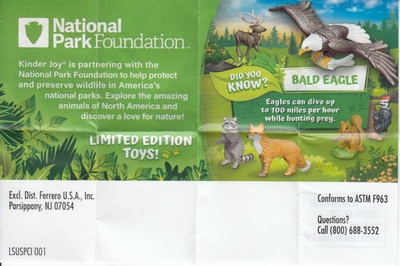 National
Park Foundation™
Kinder Joy® is partnering with the
National Park Foundation to help protect
and preserve wildlife in America's
national parks. Explore the amazing
animals of North America and
discover a love for nature!
LIMITED EDITION
TOYS!
DID YOU
KNOW?
BALD EAGLE
Eagles can dive up
to 100 miles per hour
while hunting prey.
Excl. Dist. Ferrero U.S.A., Inc.
Parsippany, NJ 07054
LSUSPCI 001
Conforms to ASTM F963
Questions?
Call (800) 688-3552